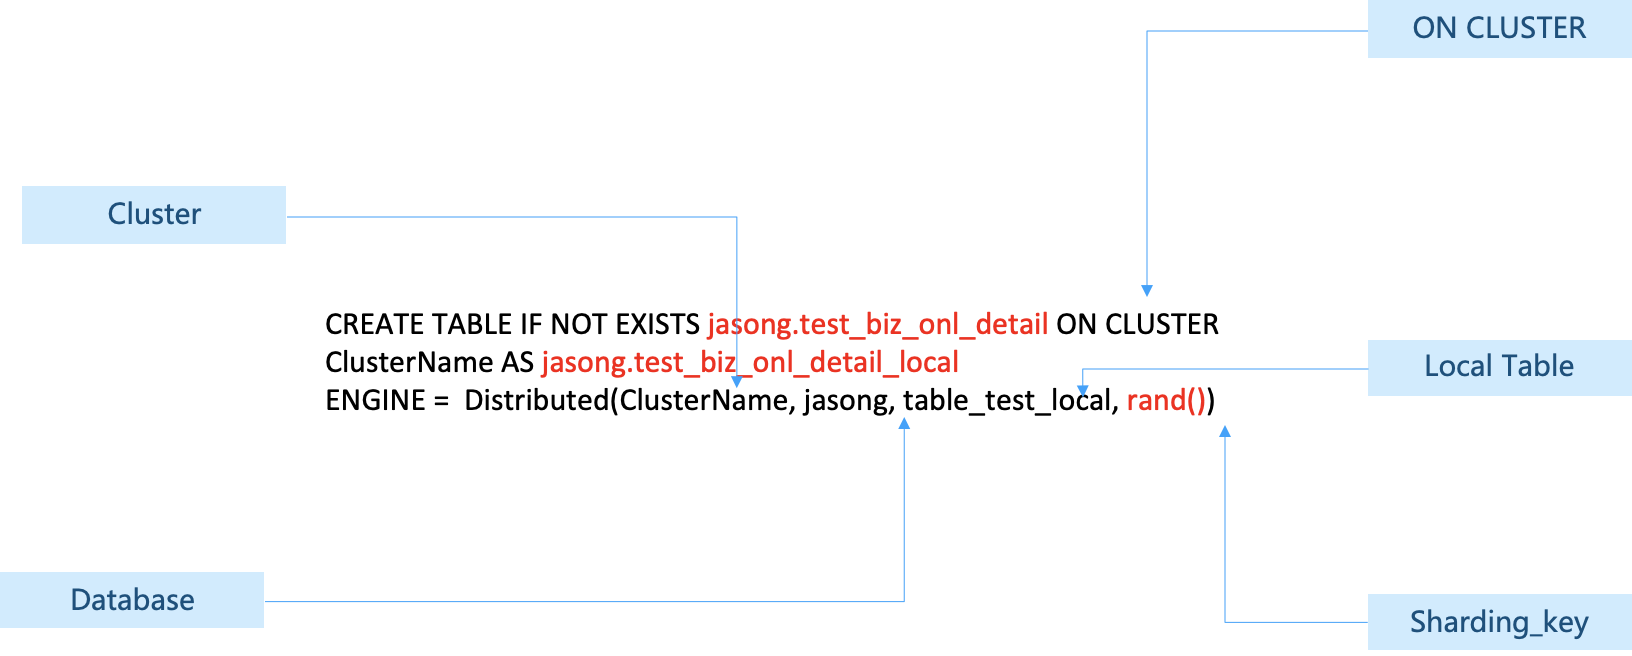 ON CLUSTER
Cluster
CREATE TABLE IF NOT EXISTS jasong.test_biz_onl_detail ON CLUSTER
ClusterName AS jasong.test_biz_onl_detail_local
ENGINE =  Distributed(ClusterName, jasong, table_test_local, rand())
Local Table
Database
Sharding_key